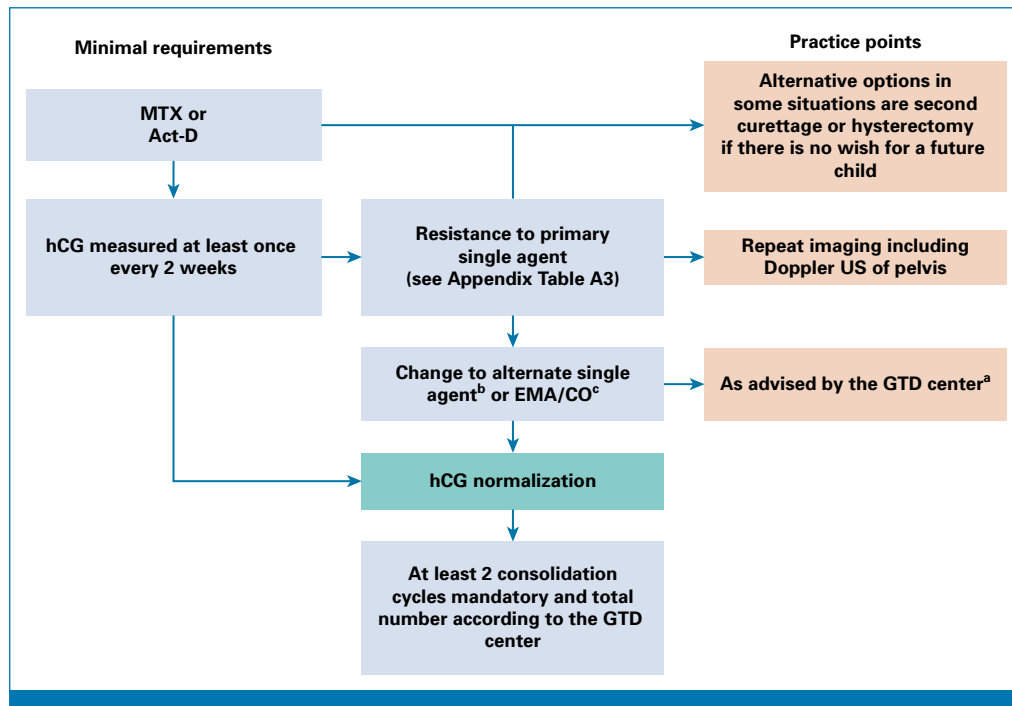 Minimal requirements
Practice points
MTX or
Act-D
Alternative options in
some situations are second
curettage or hysterectomy
if there is no wish for a future
child
hCG measured at least once
every 2 weeks
Resistance to primary
single agent
(see Appendix Table A3)
Repeat imaging including
Doppler US of pelvis
Change to alternate single
agentᵇ or EMA/COᶜ
As advised by the GTD centerᵃ
hCG normalization
At least 2 consolidation
cycles mandatory and total
number according to the GTD
center